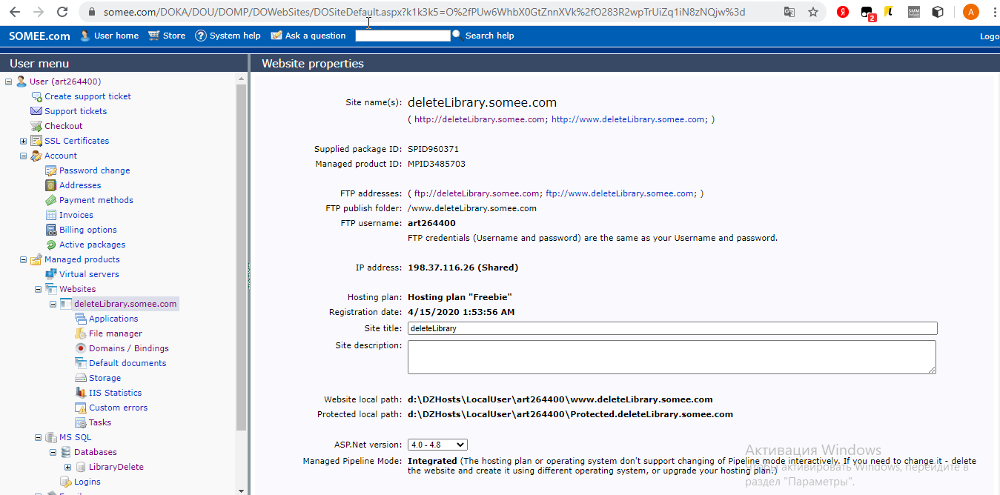 somee.com/DOKA/DOU/DOMP/DOWebSites/DOSiteDefault.aspx?k1k3k5=O%2fPUw6WhbX0GtZnnXVk%2fO283R2wpTrUiZq1iN8zNQjw%3d
2
A
SOMEE.com User home Store System help Ask a question Search help Logo
User menu
Website properties
User (art264400)
Create support ticket
Support tickets
Checkout
SSL Certificates
Account
Password change
Addresses
Payment methods
Invoices
Billing options
Active packages
Managed products
Virtual servers
Websites
deleteLibrary.somee.com
Applications
File manager
Domains / Bindings
Default documents
Storage
IIS Statistics
Custom errors
Tasks
MS SQL
Databases
LibraryDelete
Logins
Site name(s): deleteLibrary.somee.com
( http://deleteLibrary.somee.com; http://www.deleteLibrary.somee.com; )
Supplied package ID: SPID960371
Managed product ID: MPID3485703
FTP addresses: ( ftp://deleteLibrary.somee.com; ftp://www.deleteLibrary.somee.com; )
FTP publish folder: /www.deleteLibrary.somee.com
FTP username: art264400
FTP credentials (Username and password) are the same as your Username and password.
IP address: 198.37.116.26 (Shared)
Hosting plan: Hosting plan "Freebie"
Registration date: 4/15/2020 1:53:56 AM
Site title: deleteLibrary
Site description:
Website local path: d:\DZHosts\LocalUser\art264400\www.deleteLibrary.somee.com
Protected local path: d:\DZHosts\LocalUser\art264400\Protected.deleteLibrary.somee.com
ASP.Net version: 4.0 - 4.8
Managed Pipeline Mode: Integrated (The hosting plan or operating system don't support changing of Pipeline mode interactively. If you need to change it - delete
the website and create it using different operating system, or upgrade your hosting plan.)
Активация Windows
Чтобы активировать Windows, перейдите в
раздел "Параметры".